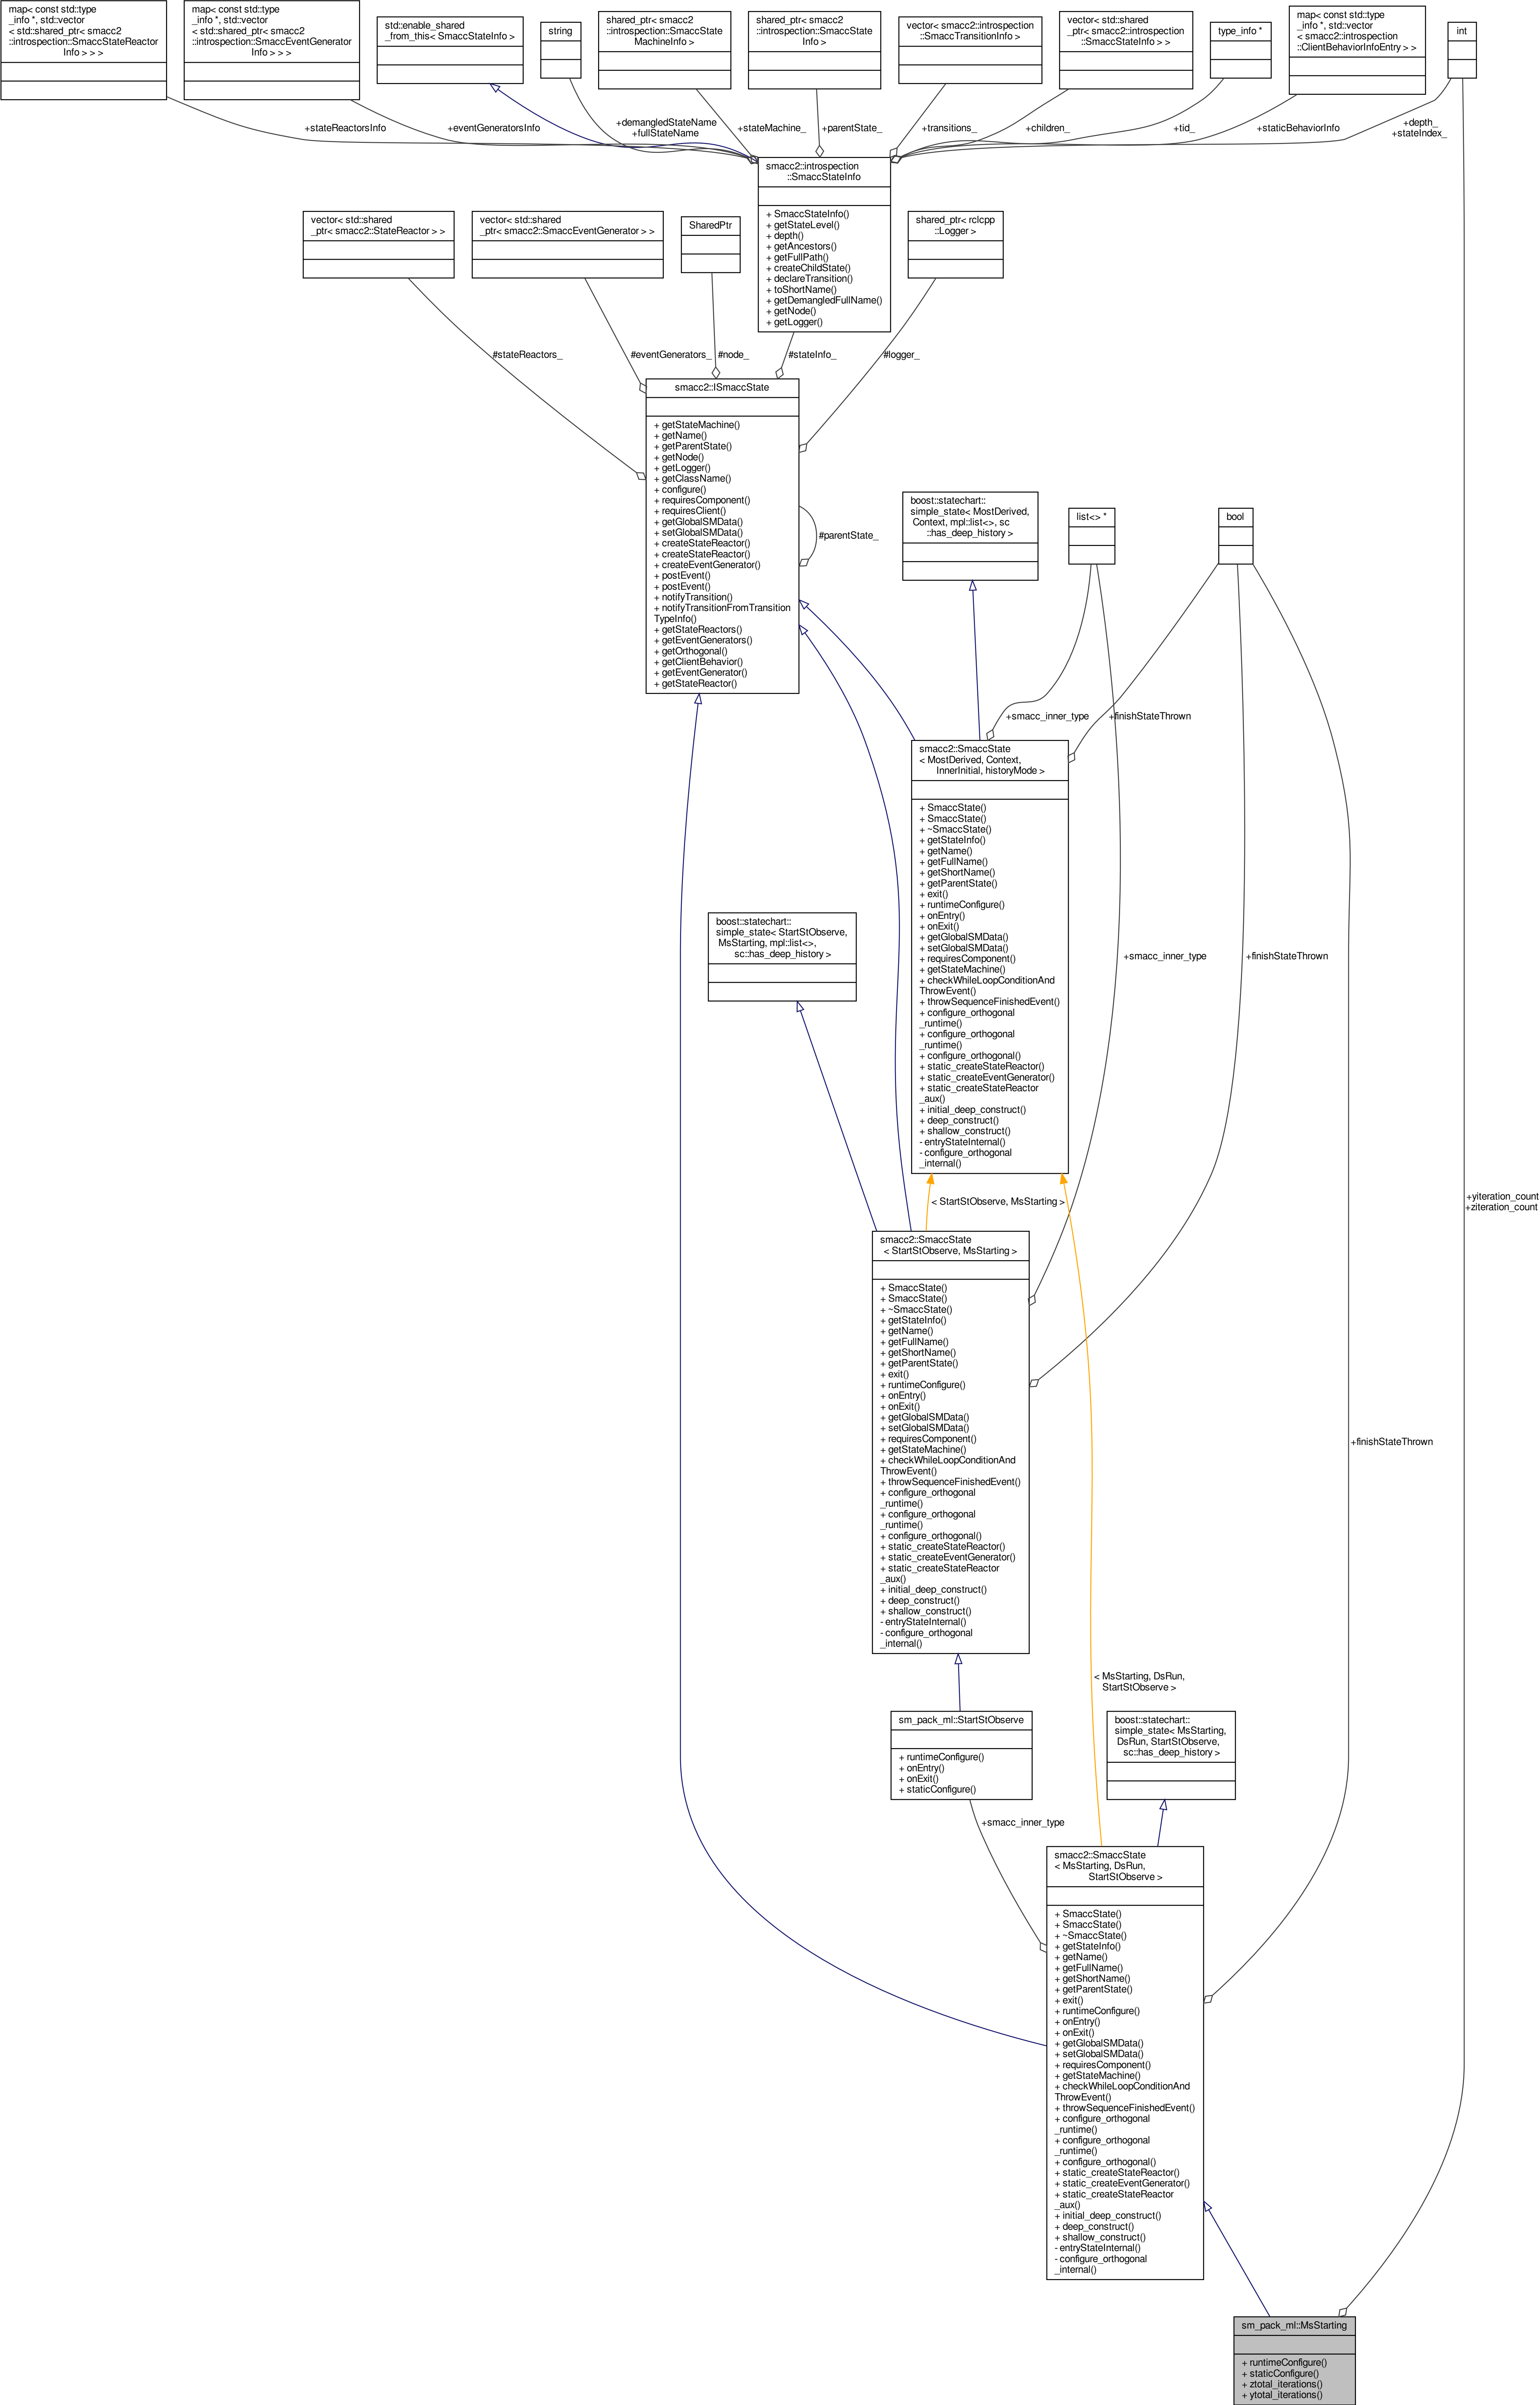 map< const std::type
_info *, std::vector
< std::shared_ptr< smacc2
::introspection::SmaccStateReactor
Info > > >
map< const std::type
_info *, std::vector
< std::shared_ptr< smacc2
::introspection::SmaccEventGenerator
Info > > >
std::enable_shared
_from_this< SmaccStateInfo >
string
shared_ptr< smacc2
::introspection::SmaccState
MachineInfo >
shared_ptr< smacc2
::introspection::SmaccState
Info >
vector< smacc2::introspection
::SmaccTransitionInfo >
vector< std::shared
_ptr< smacc2::introspection
::SmaccStateInfo > >
type_info *
map< const std::type
_info *, std::vector
< smacc2::introspection
::ClientBehaviorInfoEntry > >
int
+stateReactorsInfo
+eventGeneratorsInfo
+demangledStateName
+fullStateName
+stateMachine_
+parentState_
+transitions_
+children_
+tid_
+staticBehaviorInfo
+depth_
+stateIndex_
smacc2::introspection
::SmaccStateInfo
+ SmaccStateInfo()
+ getStateLevel()
+ depth()
+ getAncestors()
+ getFullPath()
+ createChildState()
+ declareTransition()
+ toShortName()
+ getDemangledFullName()
+ getNode()
+ getLogger()
vector< std::shared
_ptr< smacc2::StateReactor > >
vector< std::shared
_ptr< smacc2::SmaccEventGenerator > >
SharedPtr
shared_ptr< rclcpp
::Logger >
#stateReactors_
#eventGenerators_
#node_
#stateInfo_
#logger_
smacc2::ISmaccState
+ getStateMachine()
+ getName()
+ getParentState()
+ getNode()
+ getLogger()
+ getClassName()
+ configure()
+ requiresComponent()
+ requiresClient()
+ getGlobalSMData()
+ setGlobalSMData()
+ createStateReactor()
+ createStateReactor()
+ createEventGenerator()
+ postEvent()
+ postEvent()
+ notifyTransition()
+ notifyTransitionFromTransition
TypeInfo()
+ getStateReactors()
+ getEventGenerators()
+ getOrthogonal()
+ getClientBehavior()
+ getEventGenerator()
+ getStateReactor()
#parentState_
boost::statechart::
simple_state< MostDerived,
Context, mpl::list<>, sc
::has_deep_history >
list<> *
bool
+smacc_inner_type
+finishStateThrown
smacc2::SmaccState
< MostDerived, Context,
InnerInitial, historyMode >
+ SmaccState()
+ SmaccState()
+ ~SmaccState()
+ getStateInfo()
+ getName()
+ getFullName()
+ getShortName()
+ getParentState()
+ exit()
+ runtimeConfigure()
+ onEntry()
+ onExit()
+ getGlobalSMData()
+ setGlobalSMData()
+ requiresComponent()
+ getStateMachine()
+ checkWhileLoopConditionAnd
ThrowEvent()
+ throwSequenceFinishedEvent()
+ configure_orthogonal
_runtime()
+ configure_orthogonal
_runtime()
+ configure_orthogonal()
+ static_createStateReactor()
+ static_createEventGenerator()
+ static_createStateReactor
_aux()
+ initial_deep_construct()
+ deep_construct()
+ shallow_construct()
- entryStateInternal()
- configure_orthogonal
_internal()
boost::statechart::
simple_state< StartStObserve,
MsStarting, mpl::list<>,
sc::has_deep_history >
+smacc_inner_type
+finishStateThrown
< StartStObserve, MsStarting >
+yiteration_count
+ziteration_count
smacc2::SmaccState
< StartStObserve, MsStarting >
+ SmaccState()
+ SmaccState()
+ ~SmaccState()
+ getStateInfo()
+ getName()
+ getFullName()
+ getShortName()
+ getParentState()
+ exit()
+ runtimeConfigure()
+ onEntry()
+ onExit()
+ getGlobalSMData()
+ setGlobalSMData()
+ requiresComponent()
+ getStateMachine()
+ checkWhileLoopConditionAnd
ThrowEvent()
+ throwSequenceFinishedEvent()
+ configure_orthogonal
_runtime()
+ configure_orthogonal
_runtime()
+ configure_orthogonal()
+ static_createStateReactor()
+ static_createEventGenerator()
+ static_createStateReactor
_aux()
+ initial_deep_construct()
+ deep_construct()
+ shallow_construct()
- entryStateInternal()
- configure_orthogonal
_internal()
+finishStateThrown
< MsStarting, DsRun,
StartStObserve >
sm_pack_ml::StartStObserve
+ runtimeConfigure()
+ onEntry()
+ onExit()
+ staticConfigure()
boost::statechart::
simple_state< MsStarting,
DsRun, StartStObserve,
sc::has_deep_history >
+smacc_inner_type
smacc2::SmaccState
< MsStarting, DsRun,
StartStObserve >
+ SmaccState()
+ SmaccState()
+ ~SmaccState()
+ getStateInfo()
+ getName()
+ getFullName()
+ getShortName()
+ getParentState()
+ exit()
+ runtimeConfigure()
+ onEntry()
+ onExit()
+ getGlobalSMData()
+ setGlobalSMData()
+ requiresComponent()
+ getStateMachine()
+ checkWhileLoopConditionAnd
ThrowEvent()
+ throwSequenceFinishedEvent()
+ configure_orthogonal
_runtime()
+ configure_orthogonal
_runtime()
+ configure_orthogonal()
+ static_createStateReactor()
+ static_createEventGenerator()
+ static_createStateReactor
_aux()
+ initial_deep_construct()
+ deep_construct()
+ shallow_construct()
- entryStateInternal()
- configure_orthogonal
_internal()
sm_pack_ml::MsStarting
+ runtimeConfigure()
+ staticConfigure()
+ ztotal_iterations()
+ ytotal_iterations()